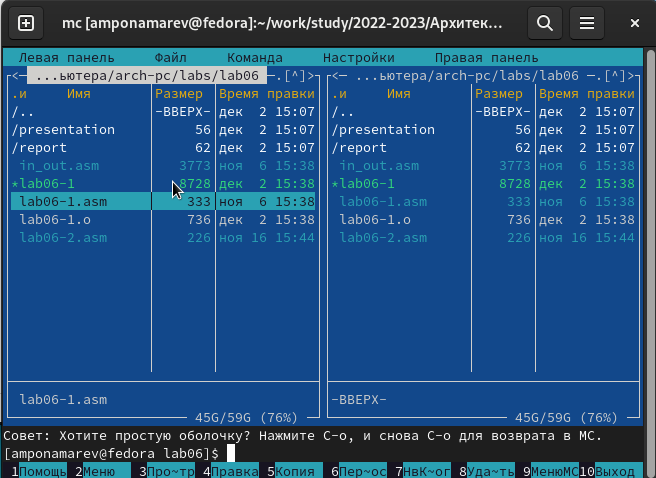 mc [amponamarev@fedora]:~/work/study/2022-2023/Архитек...
Левая панель Файл Команда Настройки Правая панель
<─ ...ьютера/arch-pc/labs/lab06 ─.[^]>
.и Имя Размер Время правки
/.. -ВВЕРХ- дек 2 15:07
/presentation 56 дек 2 15:07
/report 62 дек 2 15:07
in_out.asm 3773 ноя 6 15:38
*lab06-1 8728 дек 2 15:38
lab06-1.asm 333 ноя 6 15:38
lab06-1.o 736 дек 2 15:38
lab06-2.asm 226 ноя 16 15:44
lab06-1.asm
45G/59G (76%)
<─ ...ьютера/arch-pc/labs/lab06 ─.[^]>
.и Имя Размер Время правки
/.. -ВВЕРХ- дек 2 15:07
/presentation 56 дек 2 15:07
/report 62 дек 2 15:07
in_out.asm 3773 ноя 6 15:38
*lab06-1 8728 дек 2 15:38
lab06-1.asm 333 ноя 6 15:38
lab06-1.o 736 дек 2 15:38
lab06-2.asm 226 ноя 16 15:44
-ВВЕРХ-
45G/59G (76%)
Совет: Хотите простую оболочку? Нажмите C-o, и снова C-o для возврата в MC.
[amponamarev@fedora lab06]$
1Помощь 2Меню 3Про~тр 4Правка 5Копия 6Пер~ос 7НвК~ог 8Уда~ть 9МенюMC 10Выход